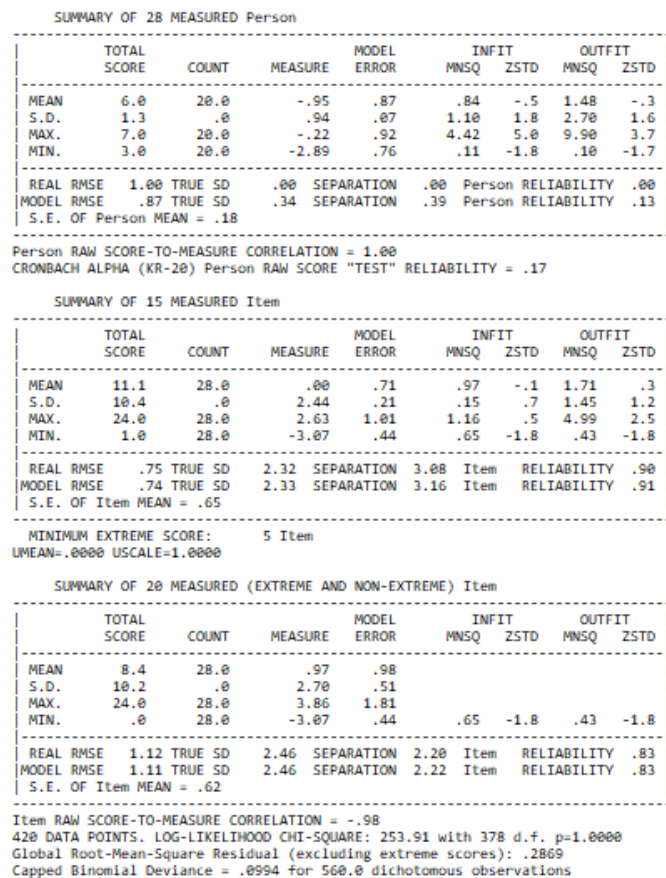 SUMMARY OF 28 MEASURED Person
TOTAL MODEL INFIT OUTFIT
SCORE COUNT MEASURE ERROR MNSQ ZSTD MNSQ ZSTD
MEAN 6.0 20.0 -.95 .87 .84 -.5 1.48 -.3
S.D. 1.3 .0 .94 .07 1.10 1.8 2.70 1.6
MAX. 7.0 20.0 -.22 .92 4.42 5.0 9.90 3.7
MIN. 3.0 20.0 -2.89 .76 .11 -1.8 .10 -1.7
REAL RMSE 1.00 TRUE SD .00 SEPARATION .00 Person RELIABILITY .00
MODEL RMSE .87 TRUE SD .34 SEPARATION .39 Person RELIABILITY .13
S.E. OF Person MEAN = .18
Person RAW SCORE-TO-MEASURE CORRELATION = 1.00
CRONBACH ALPHA (KR-20) Person RAW SCORE "TEST" RELIABILITY = .17
SUMMARY OF 15 MEASURED Item
TOTAL MODEL INFIT OUTFIT
SCORE COUNT MEASURE ERROR MNSQ ZSTD MNSQ ZSTD
MEAN 11.1 28.0 .00 .71 .97 -.1 1.71 .3
S.D. 10.4 .0 2.44 .21 .15 .7 1.45 1.2
MAX. 24.0 28.0 2.63 1.01 1.16 .5 4.99 2.5
MIN. 1.0 28.0 -3.07 .44 .65 -1.8 .43 -1.8
REAL RMSE .75 TRUE SD 2.32 SEPARATION 3.08 Item RELIABILITY .90
MODEL RMSE .74 TRUE SD 2.33 SEPARATION 3.16 Item RELIABILITY .91
S.E. OF Item MEAN = .65
MINIMUM EXTREME SCORE: 5 Item
UMEAN=.0000 USCALE=1.0000
SUMMARY OF 20 MEASURED (EXTREME AND NON-EXTREME) Item
TOTAL MODEL INFIT OUTFIT
SCORE COUNT MEASURE ERROR MNSQ ZSTD MNSQ ZSTD
MEAN 8.4 28.0 .97 .98
S.D. 10.2 .0 2.70 .51
MAX. 24.0 28.0 3.86 1.81
MIN. .0 28.0 -3.07 .44 .65 -1.8 .43 -1.8
REAL RMSE 1.12 TRUE SD 2.46 SEPARATION 2.20 Item RELIABILITY .83
MODEL RMSE 1.11 TRUE SD 2.46 SEPARATION 2.22 Item RELIABILITY .83
S.E. OF Item MEAN = .62
Item RAW SCORE-TO-MEASURE CORRELATION = -.98
420 DATA POINTS. LOG-LIKELIHOOD CHI-SQUARE: 253.91 with 378 d.f. p=1.0000
Global Root-Mean-Square Residual (excluding extreme scores): .2869
Capped Binomial Deviance = .0994 for 560.0 dichotomous observations